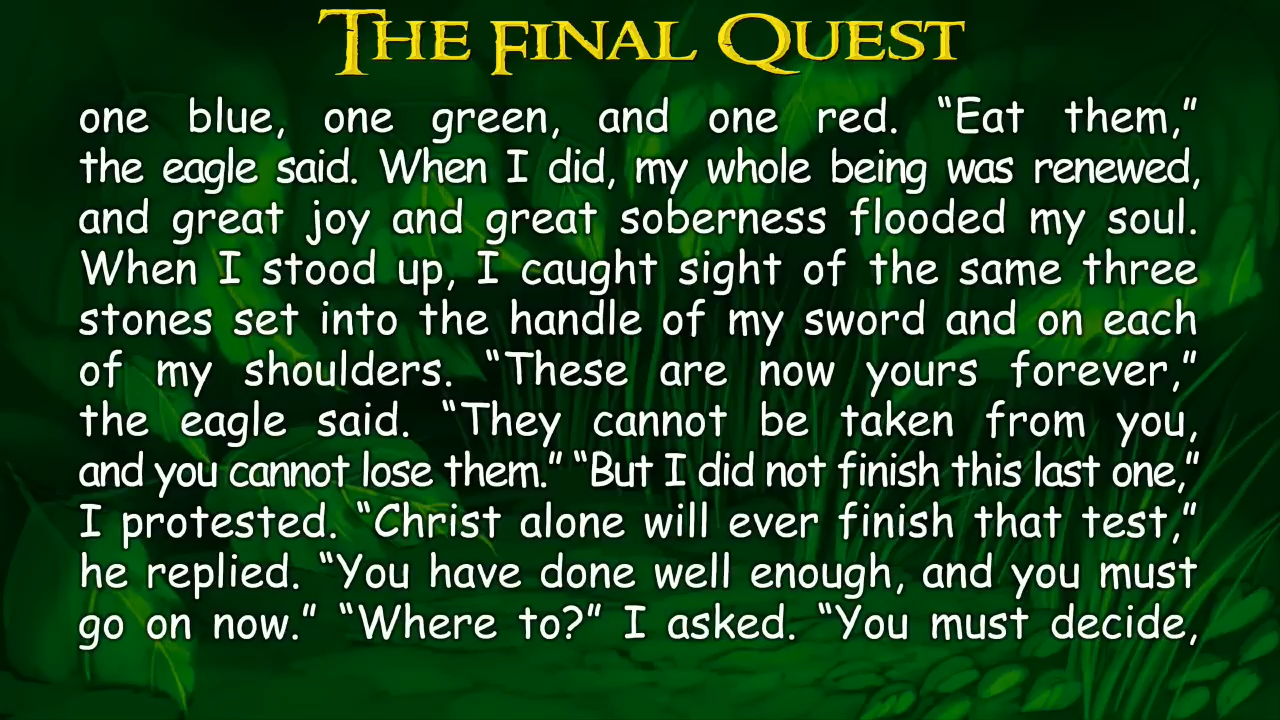 THE FINAL QUEST
one blue, one green, and one red. “Eat them,”
the eagle said. When I did, my whole being was renewed,
and great joy and great soberness flooded my soul.
When I stood up, I caught sight of the same three
stones set into the handle of my sword and on each
of my shoulders. “These are now yours forever,”
the eagle said. “They cannot be taken from you,
and you cannot lose them.” “But I did not finish this last one,”
I protested. “Christ alone will ever finish that test,”
he replied. “You have done well enough, and you must
go on now.” “Where to?” I asked. “You must decide,